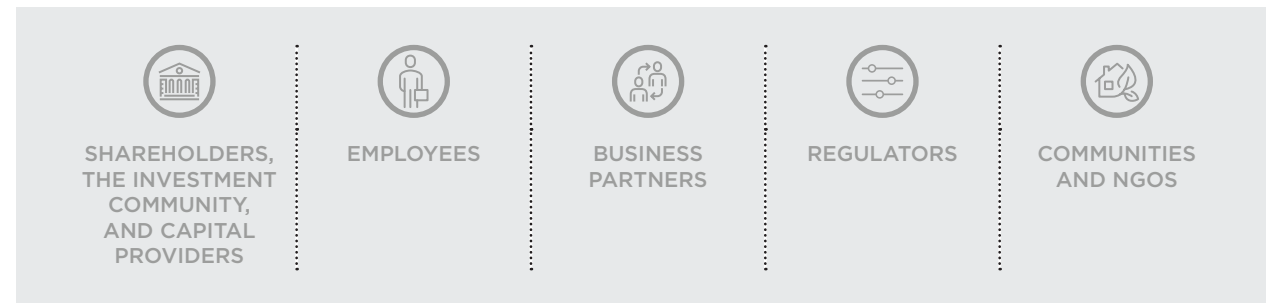 SHAREHOLDERS,
THE INVESTMENT
COMMUNITY,
AND CAPITAL
PROVIDERS
EMPLOYEES
BUSINESS
PARTNERS
REGULATORS
COMMUNITIES
AND NGOS